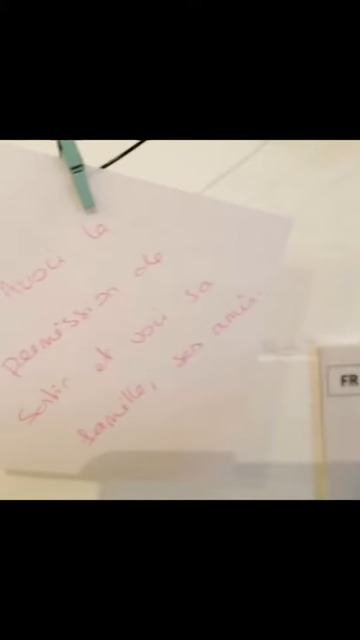 Avoir la
permission de
sortir et voir sa
famille, ses amis.
FR